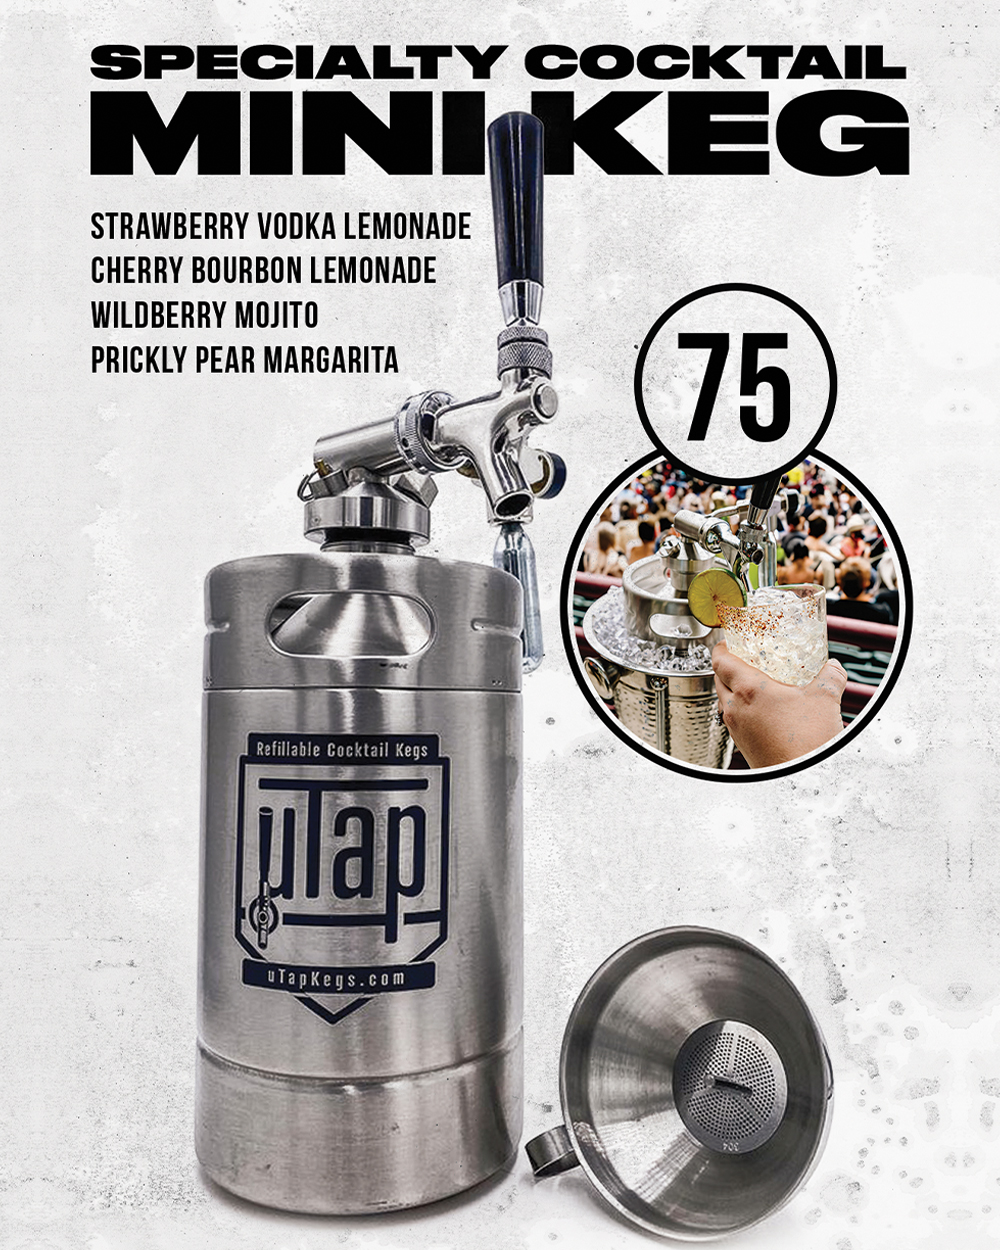 SPECIALTY COCKTAIL
MINI KEG
STRAWBERRY VODKA LEMONADE
CHERRY BOURBON LEMONADE
WILDBERRY MOJITO
PRICKLY PEAR MARGARITA
75
Refillable Cocktail Kegs
uTap
uTapKegs.com
304